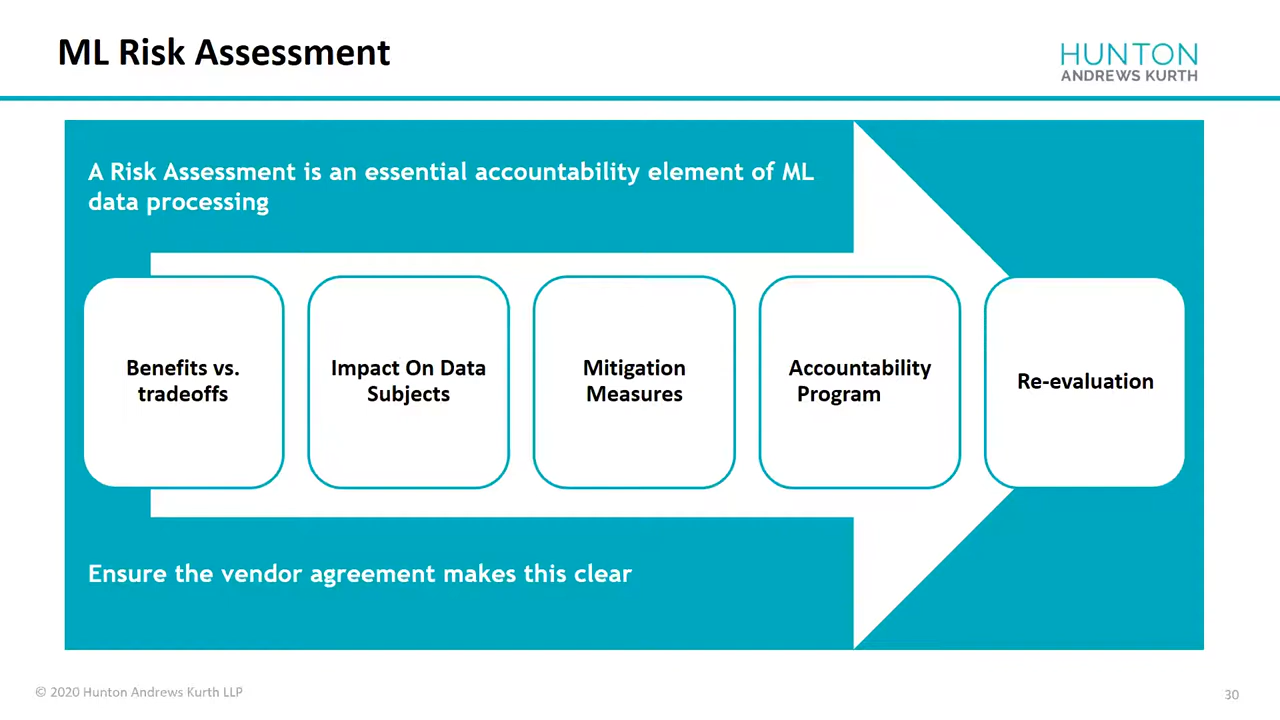 ML Risk Assessment
HUNTON
ANDREWS KURTH
A Risk Assessment is an essential accountability element of ML
data processing
Benefits vs.
tradeoffs
Impact On Data
Subjects
Mitigation
Measures
Accountability
Program
Re-evaluation
Ensure the vendor agreement makes this clear
© 2020 Hunton Andrews Kurth LLP
30